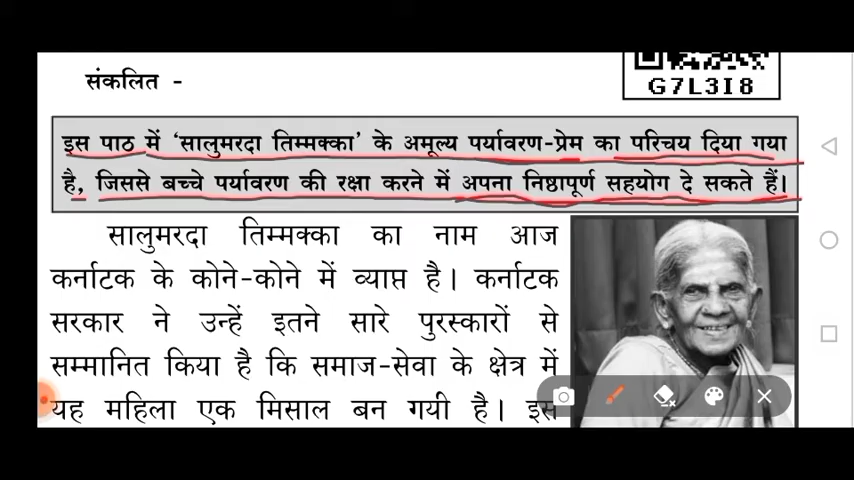 G7L3I8
संकलित -
इस पाठ में ‘सालुमरदा तिम्मक्का’ के अमूल्य पर्यावरण-प्रेम का परिचय दिया गया
है, जिससे बच्चे पर्यावरण की रक्षा करने में अपना निष्ठापूर्ण सहयोग दे सकते हैं।
सालुमरदा तिम्मक्का का नाम आज
कर्नाटक के कोने-कोने में व्याप्त है। कर्नाटक
सरकार ने उन्हें इतने सारे पुरस्कारों से
सम्मानित किया है कि समाज-सेवा के क्षेत्र में
यह महिला एक मिसाल बन गयी है। इस